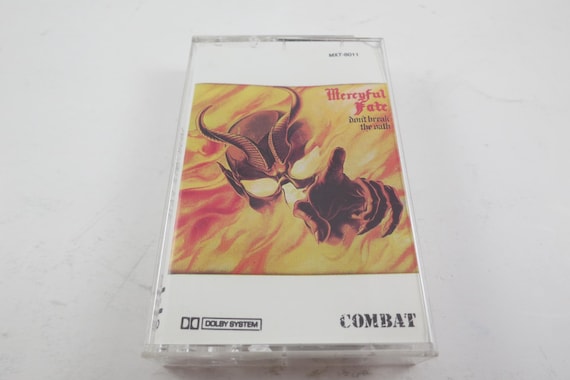 MXT-8011
Mercyful
Fate
don't break
the oath
DOLBY SYSTEM
COMBAT